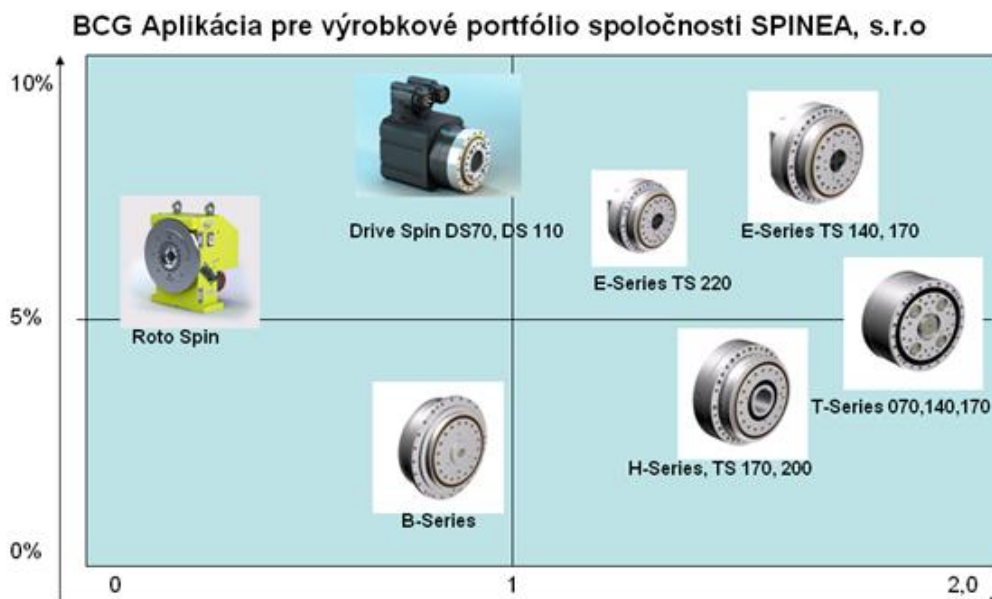 BCG Aplikácia pre výrobkové portfólio spoločnosti SPINEA, s.r.o
10%
Drive Spin DS70, DS 110
E-Series TS 140, 170
E-Series TS 220
5%
Roto Spin
T-Series 070,140,170
H-Series, TS 170, 200
B-Series
0%
0
1
2,0